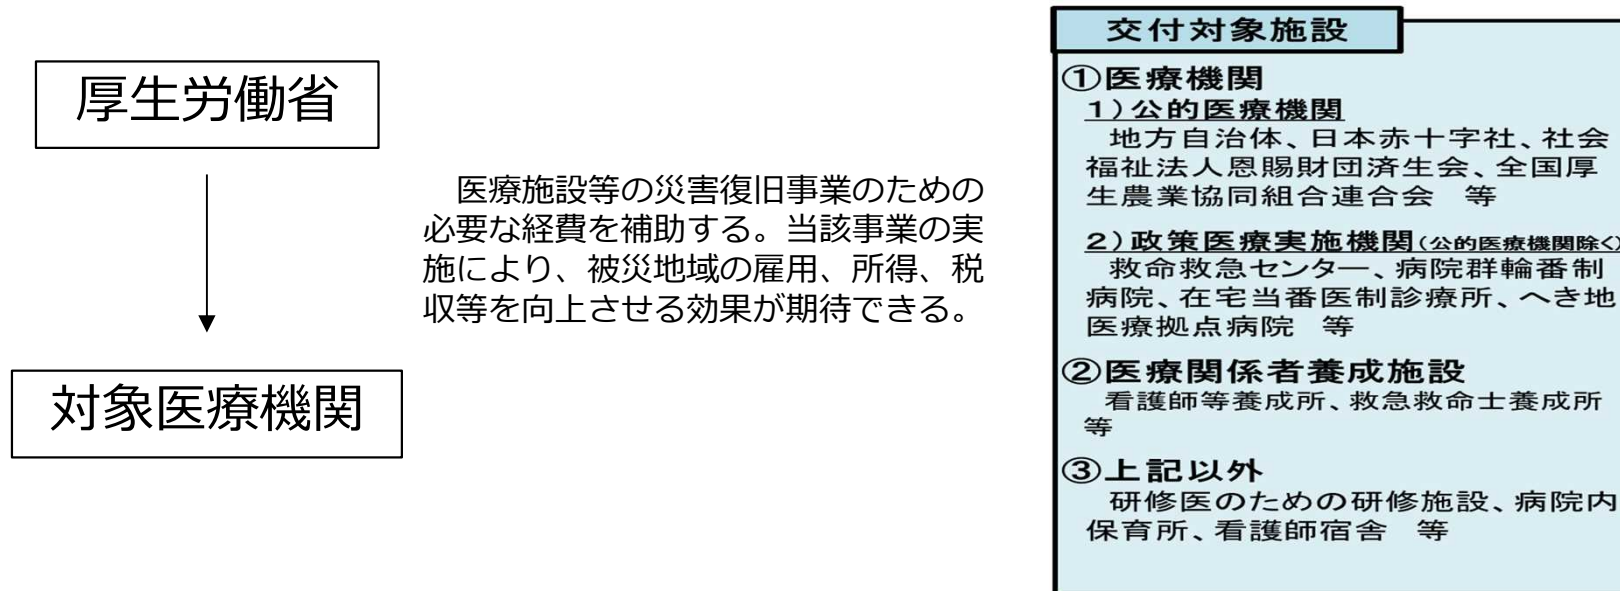 厚生労働省
対象医療機関
医療施設等の災害復旧事業のための
必要な経費を補助する。当該事業の実
施により、被災地域の雇用、所得、税
収等を向上させる効果が期待できる。
交付対象施設
①医療機関
1）公的医療機関
地方自治体、日本赤十字社、社会
福祉法人恩賜財団済生会、全国厚
生農業協同組合連合会　等
2）政策医療実施機関（公的医療機関除く）
救命救急センター、病院群輪番制
病院、在宅当番医制診療所、へき地
医療拠点病院　等
②医療関係者養成施設
看護師等養成所、救急救命士養成所
等
③上記以外
研修医のための研修施設、病院内
保育所、看護師宿舎　等